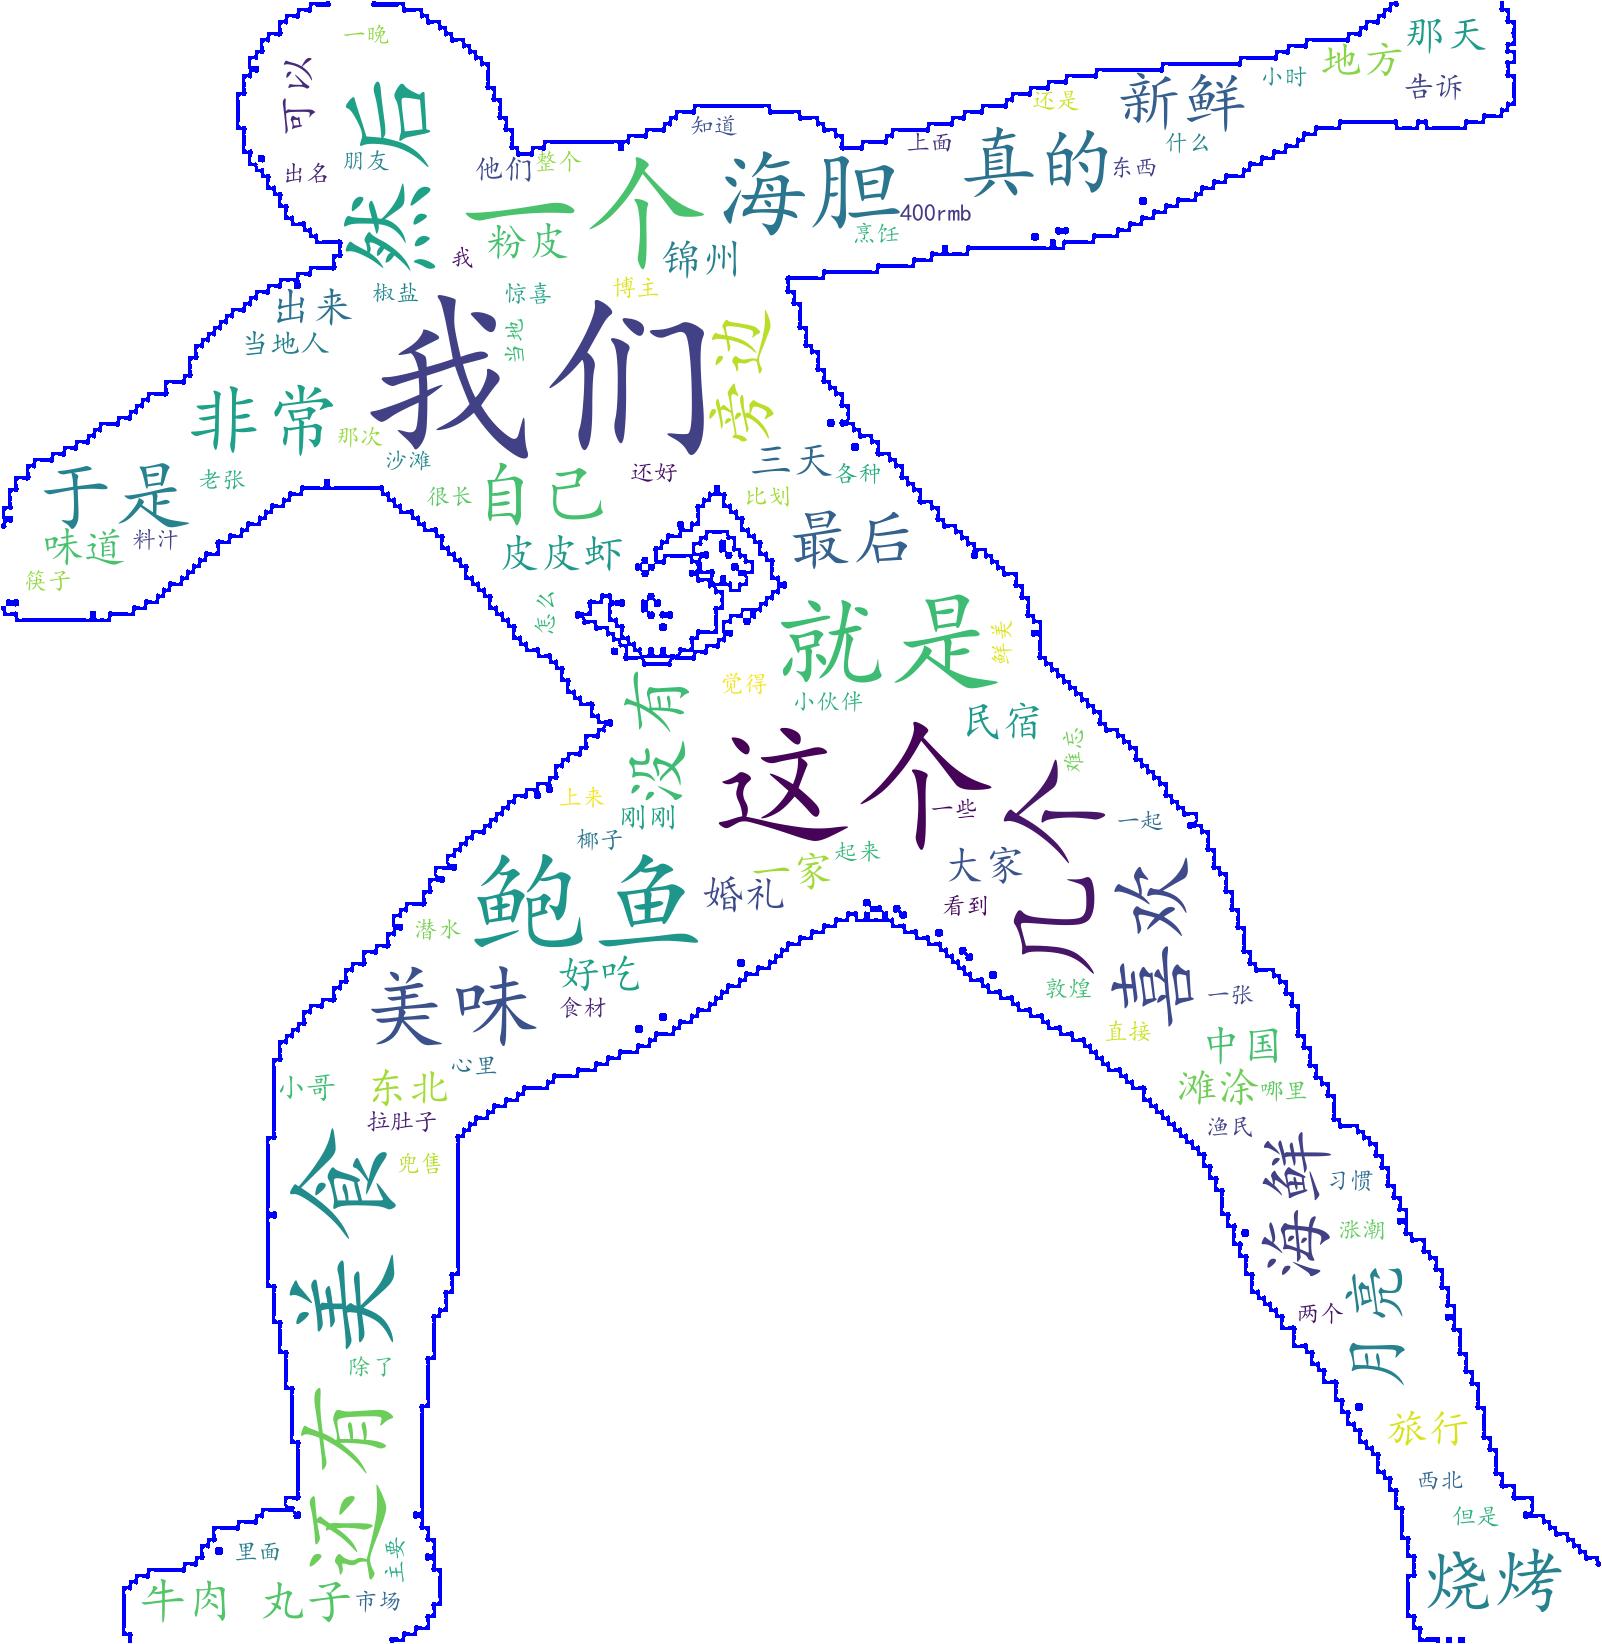 一晚
那天
地方
小时
告诉
可以
然后
还是
新鲜
知道
上面
什么
朋友
出名
他们
整个
真的
东西
一个
海胆
400rmb
烹饪
粉皮
我
锦州
椒盐
惊喜
博主
出来
当地人
当地
我们
旁边
非常
那次
沙滩
还好
三天
各种
于是
老张
很长
自己
比划
味道
料汁
皮皮虾
最后
筷子
怎么
就是
鲜美
没有
觉得
小伙伴
民宿
难忘
这个
上来
刚刚
一些
几个
一起
椰子
一家
起来
大家
鲍鱼
婚礼
看到
喜欢
潜水
美味
好吃
食材
敦煌
一张
直接
心里
中国
小哥
东北
滩涂
哪里
拉肚子
渔民
兜售
海鲜
习惯
美食
涨潮
两个
月亮
除了
还有
旅行
西北
但是
里面
主要
牛肉
丸子
市场
烧烤